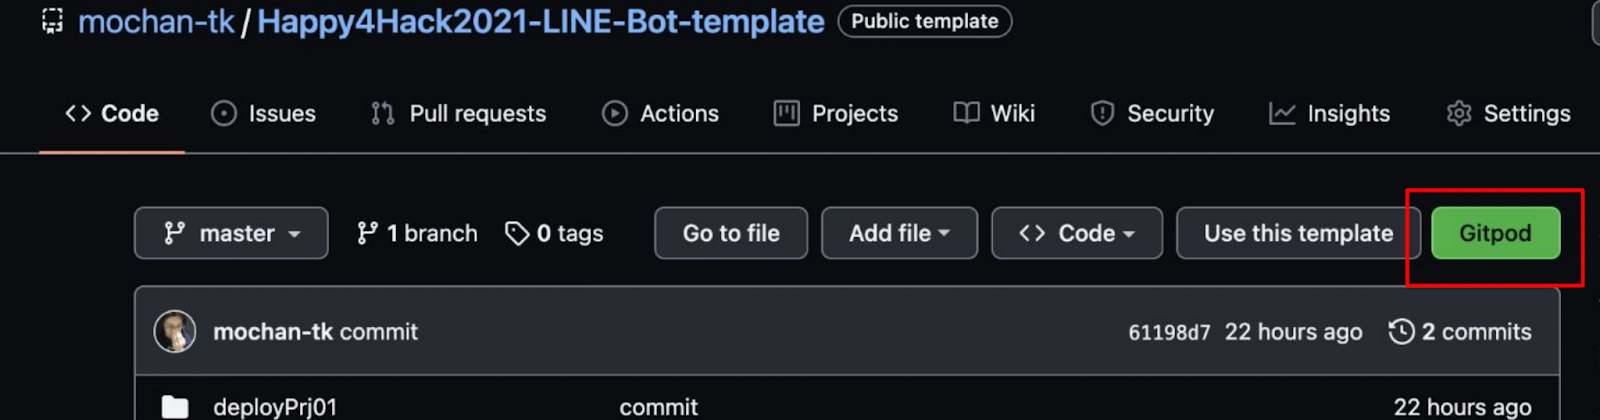 mochan-tk / Happy4Hack2021-LINE-Bot-template Public template
Code Issues Pull requests Actions Projects Wiki Security Insights Settings
master 1 branch 0 tags Go to file Add file Code Use this template Gitpod
mochan-tk commit 61198d7 22 hours ago 2 commits
deployPrj01 commit 22 hours ago